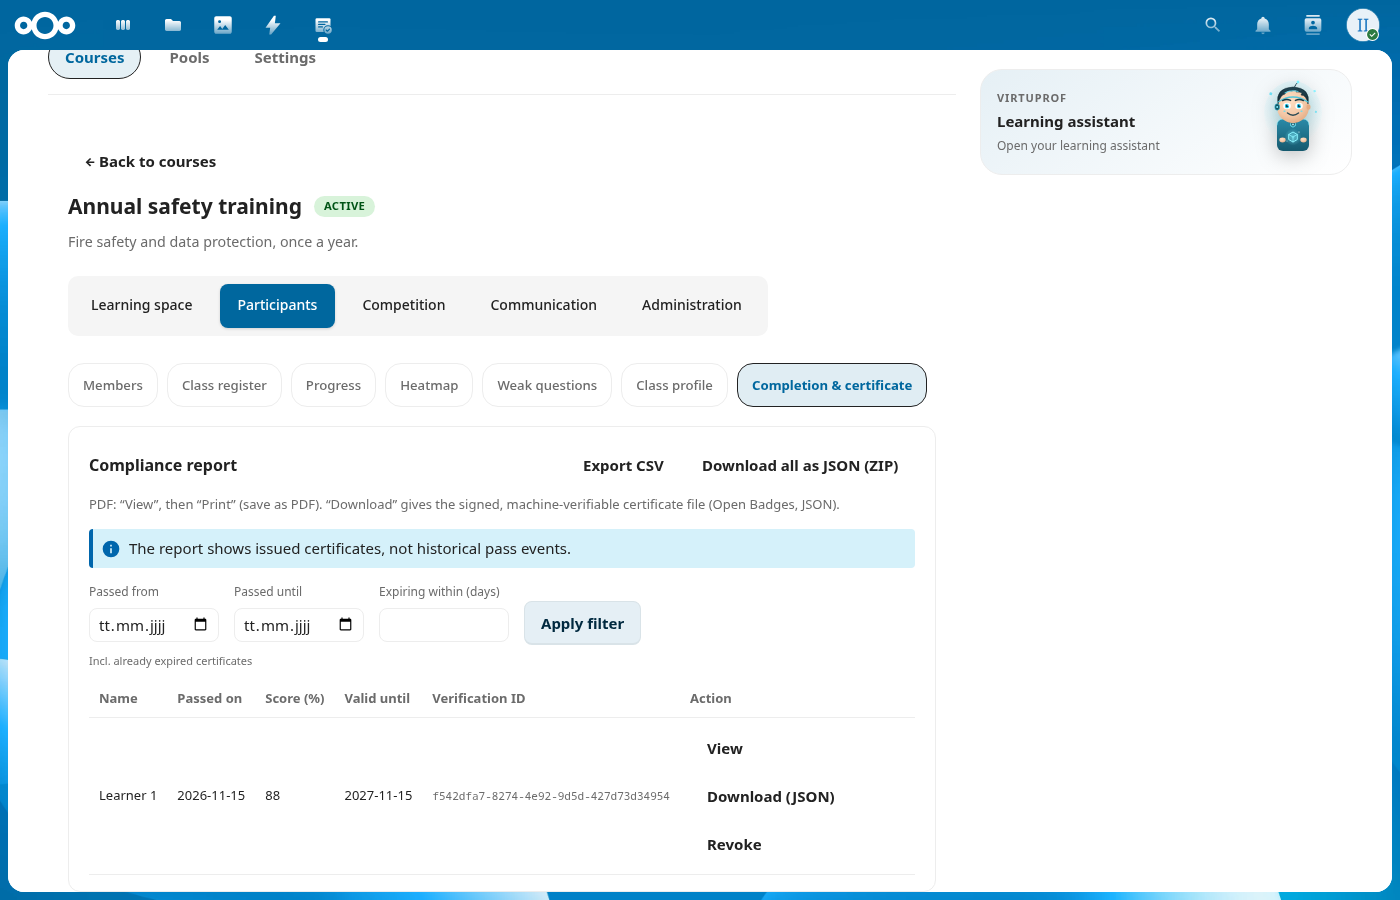 II
Courses
Pools
Settings
VIRTUPROF
Learning assistant
Open your learning assistant
← Back to courses
Annual safety training
ACTIVE
Fire safety and data protection, once a year.
Learning space
Participants
Competition
Communication
Administration
Members
Class register
Progress
Heatmap
Weak questions
Class profile
Completion & certificate
Compliance report
Export CSV
Download all as JSON (ZIP)
PDF: “View”, then “Print” (save as PDF). “Download” gives the signed, machine-verifiable certificate file (Open Badges, JSON).
The report shows issued certificates, not historical pass events.
Passed from
Passed until
Expiring within (days)
tt.mm.jjjj
tt.mm.jjjj
Apply filter
Incl. already expired certificates
Name
Passed on
Score (%)
Valid until
Verification ID
Action
Learner 1
2026-11-15
88
2027-11-15
f542dfa7-8274-4e92-9d5d-427d73d34954
View
Download (JSON)
Revoke